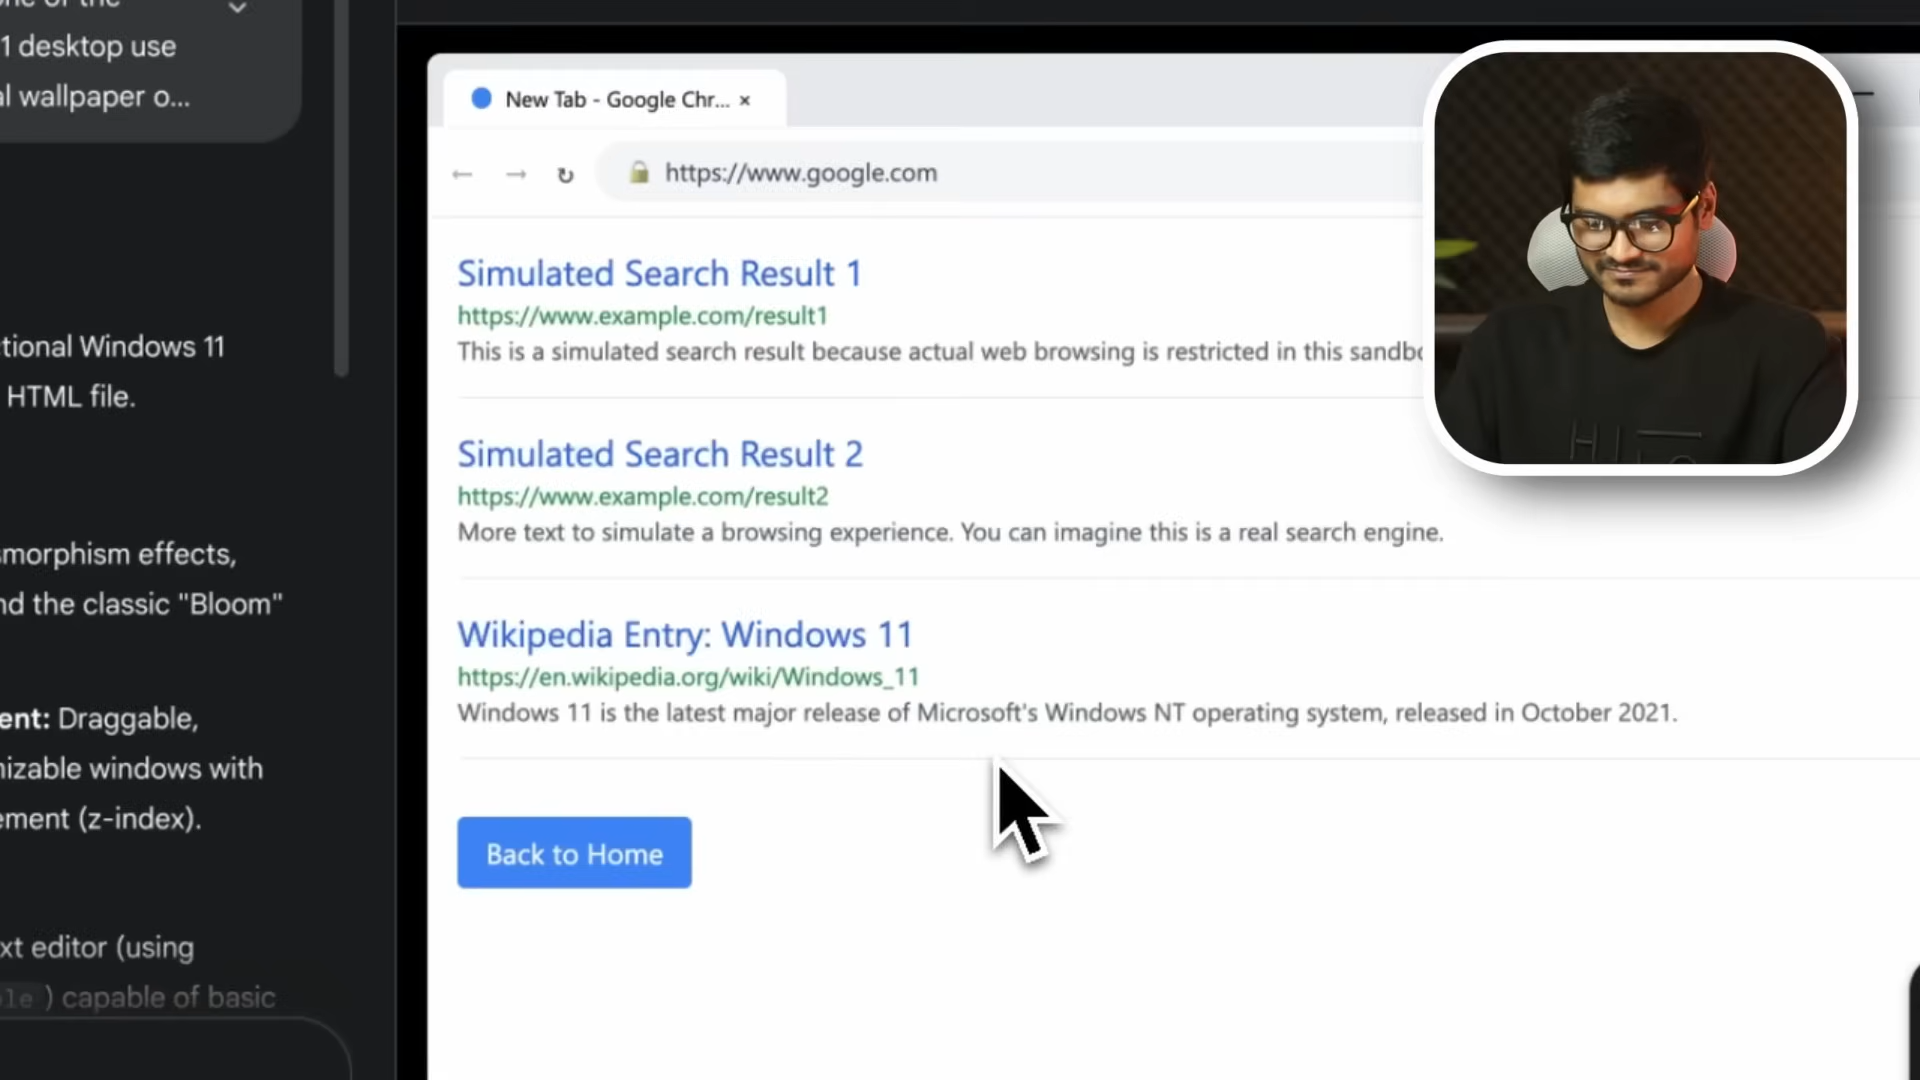 1 desktop use
al wallpaper o...
tional Windows 11
HTML file.
smorphism effects,
nd the classic "Bloom"
ent: Draggable,
nizable windows with
ement (z-index).
xt editor (using
le ) capable of basic
New Tab - Google Chr... ×
https://www.google.com
Simulated Search Result 1
https://www.example.com/result1
This is a simulated search result because actual web browsing is restricted in this sandbo
Simulated Search Result 2
https://www.example.com/result2
More text to simulate a browsing experience. You can imagine this is a real search engine.
Wikipedia Entry: Windows 11
https://en.wikipedia.org/wiki/Windows_11
Windows 11 is the latest major release of Microsoft's Windows NT operating system, released in October 2021.
Back to Home